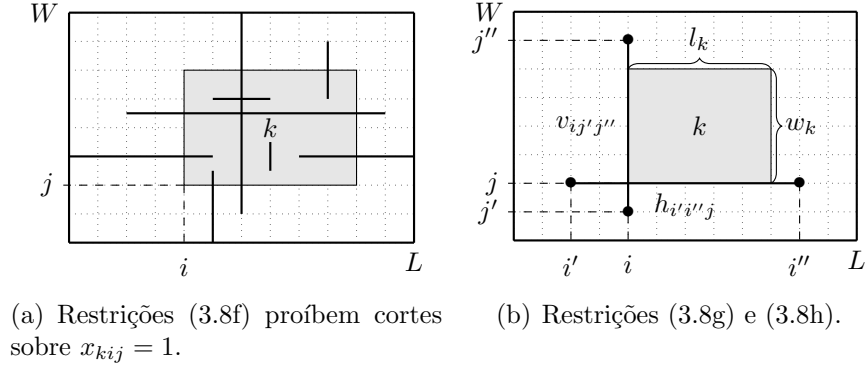 W
k
j
i
L
W
j''
l_k
v_{ij'j''}
k
w_k
j
j'
h_{i'i''j}
i'
i
i''
L
(a) Restrições (3.8f) proíbem cortes
sobre x_{kij} = 1.
(b) Restrições (3.8g) e (3.8h).